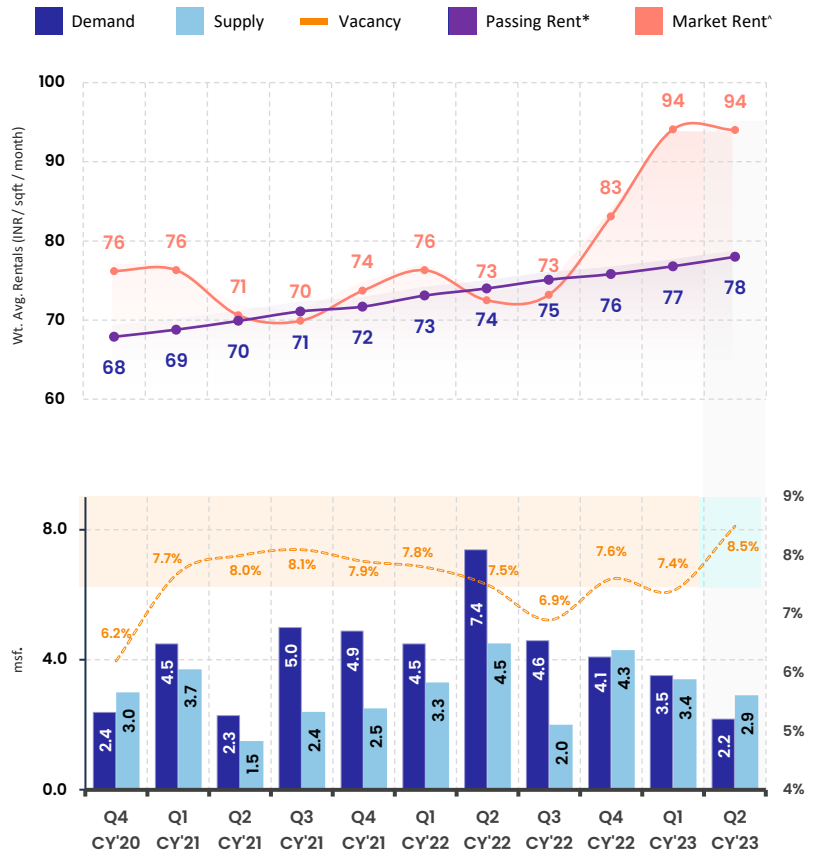 Demand
Supply
Vacancy
Passing Rent*
Market Rent^
Wt. Avg. Rentals (INR / sqft / month)
100
90
80
70
60
76
76
71
70
74
76
73
73
83
94
94
68
69
70
71
72
73
74
75
76
77
78
msf.
8.0
4.0
0.0
9%
8%
7%
6%
5%
4%
6.2%
7.7%
8.0%
8.1%
7.9%
7.8%
7.5%
6.9%
7.6%
7.4%
8.5%
2.4
3.0
4.5
3.7
2.3
1.5
5.0
2.4
4.9
2.5
4.5
3.3
7.4
4.5
4.6
2.0
4.1
4.3
3.5
3.4
2.2
2.9
Q4
CY'20
Q1
CY'21
Q2
CY'21
Q3
CY'21
Q4
CY'21
Q1
CY'22
Q2
CY'22
Q3
CY'22
Q4
CY'22
Q1
CY'23
Q2
CY'23